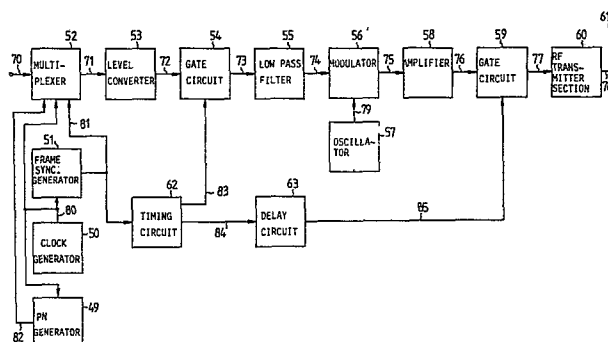 52 53 54 55 56' 58 59 60 61
70 MULTI-PLEXER 71 LEVEL CONVERTER 72 GATE CIRCUIT 73 LOW PASS FILTER 74 MODULATOR 75 AMPLIFIER 76 GATE CIRCUIT 77 RF TRANS-MITTER SECTION 78
79
81
OSCILLA-TOR 57
51
FRAME SYNC. GENERATOR
62 83 63
80
TIMING CIRCUIT 84 DELAY CIRCUIT 85
CLOCK GENERATOR 50
82 PN GENERATOR 49